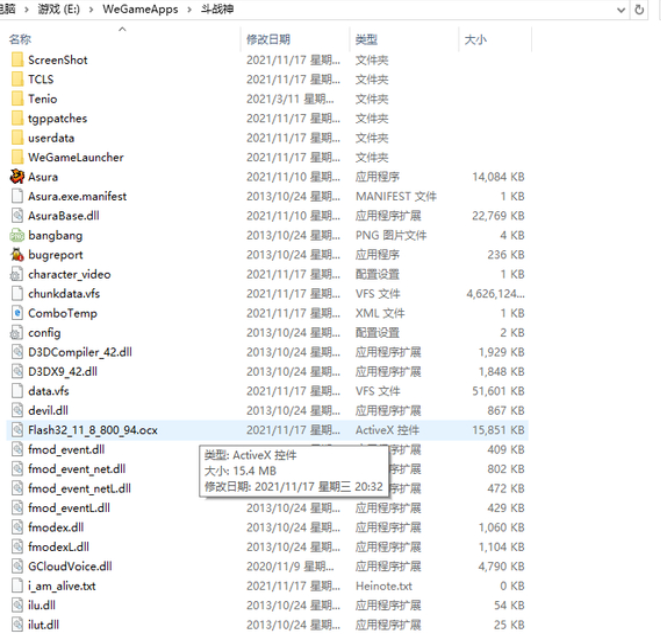 电脑 › 游戏 (E:) › WeGameApps › 斗战神
名称 修改日期 类型 大小
ScreenShot 2021/11/17 星期... 文件夹
TCLS 2021/11/17 星期... 文件夹
Tenio 2021/3/11 星期... 文件夹
tgppatches 2021/11/17 星期... 文件夹
userdata 2021/11/17 星期... 文件夹
WeGameLauncher 2021/11/17 星期... 文件夹
Asura 2021/11/10 星期... 应用程序 14,084 KB
Asura.exe.manifest 2013/10/24 星期... MANIFEST 文件 1 KB
AsuraBase.dll 2021/11/10 星期... 应用程序扩展 22,769 KB
bangbang 2013/10/24 星期... PNG 图片文件 4 KB
bugreport 2013/10/24 星期... 应用程序 236 KB
character_video 2021/11/17 星期... 配置设置 1 KB
chunkdata.vfs 2021/11/17 星期... VFS 文件 4,626,124...
ComboTemp 2021/11/17 星期... XML 文件 1 KB
config 2013/10/24 星期... 配置设置 2 KB
D3DCompiler_42.dll 2013/10/24 星期... 应用程序扩展 1,929 KB
D3DX9_42.dll 2013/10/24 星期... 应用程序扩展 1,848 KB
data.vfs 2021/11/17 星期... VFS 文件 51,601 KB
devil.dll 2013/10/24 星期... 应用程序扩展 867 KB
Flash32_11_8_800_94.ocx 2021/11/17 星期... ActiveX 控件 15,851 KB
fmod_event.dll 序扩展 409 KB
类型: ActiveX 控件
fmod_event_net.dll 序扩展 802 KB
大小: 15.4 MB
fmod_event_netL.dll 序扩展 472 KB
修改日期: 2021/11/17 星期三 20:32
fmod_eventL.dll 2013/10/24 星期... 应用程序扩展 429 KB
fmodex.dll 2013/10/24 星期... 应用程序扩展 1,060 KB
fmodexL.dll 2013/10/24 星期... 应用程序扩展 1,104 KB
GCloudVoice.dll 2020/11/9 星期... 应用程序扩展 4,790 KB
i_am_alive.txt 2021/11/17 星期... Heinote.txt 0 KB
ilu.dll 2013/10/24 星期... 应用程序扩展 54 KB
ilut.dll 2013/10/24 星期... 应用程序扩展 25 KB